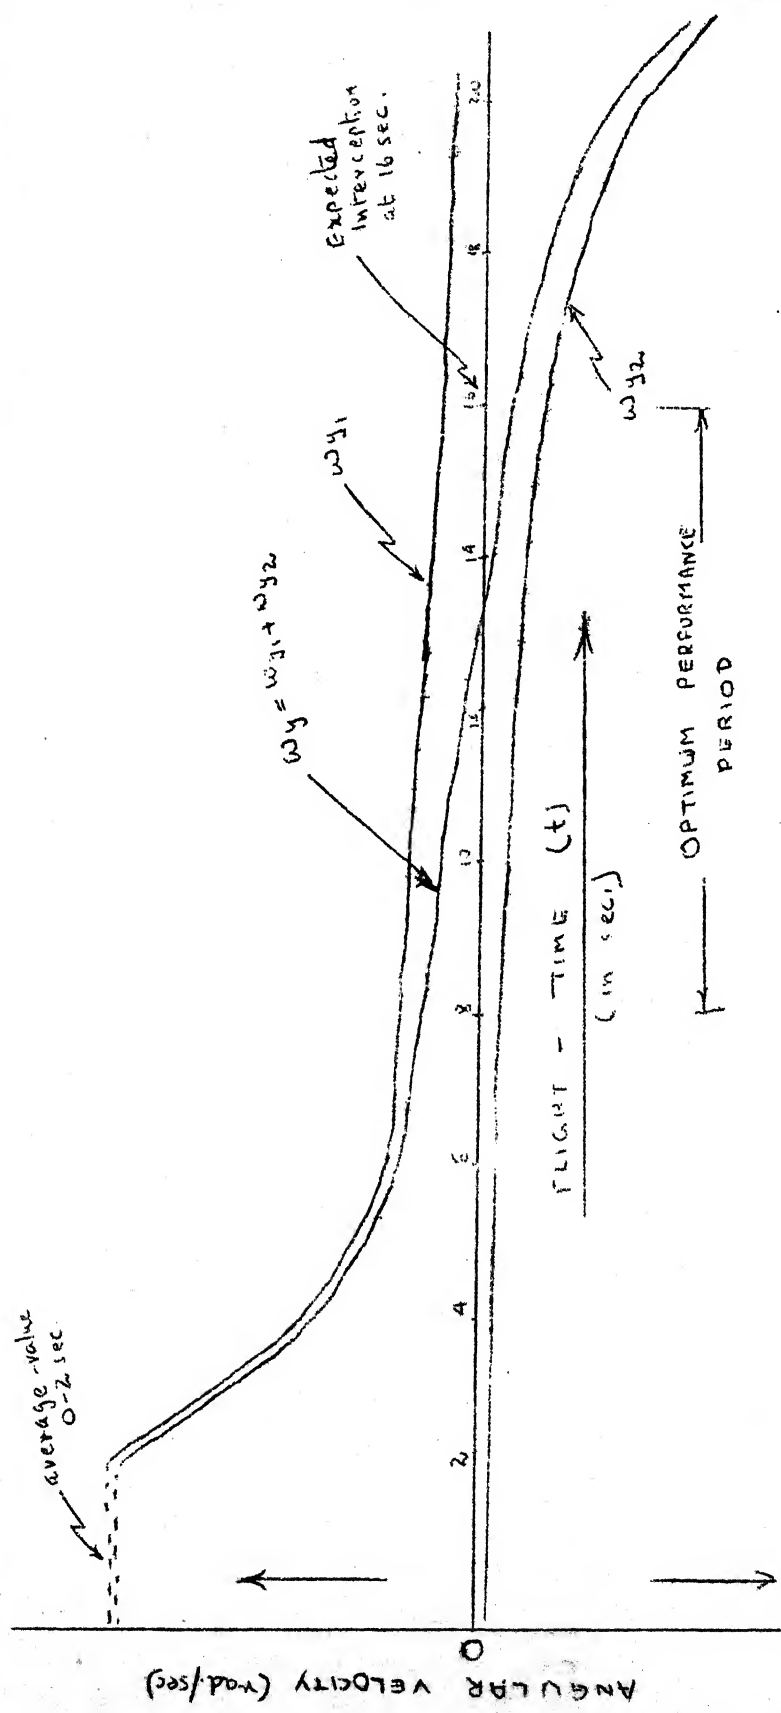 average-value
0-2 sec.
ωy = ωy1 + ωy2
ωy1
Expected
Interception
at 16 sec.
0
2
4
6
8
10
12
14
16
18
20
ωy2
FLIGHT - TIME (t)
(in sec.)
OPTIMUM PERFORMANCE
PERIOD
ANGULAR VELOCITY (rad/sec)